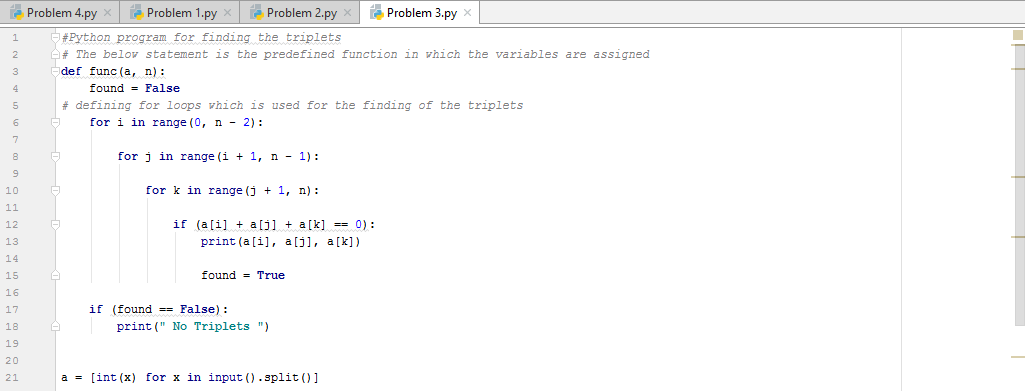 Problem 4.py Problem 1.py Problem 2.py Problem 3.py
1 #Python program for finding the triplets
2 # The below statement is the predefined function in which the variables are assigned
3 def func(a, n):
4     found = False
5 # defining for loops which is used for the finding of the triplets
6     for i in range(0, n - 2):
7
8         for j in range(i + 1, n - 1):
9
10             for k in range(j + 1, n):
11
12                 if (a[i] + a[j] + a[k] == 0):
13                     print(a[i], a[j], a[k])
14
15                     found = True
16
17     if (found == False):
18         print(" No Triplets ")
19
20
21 a = [int(x) for x in input().split()]